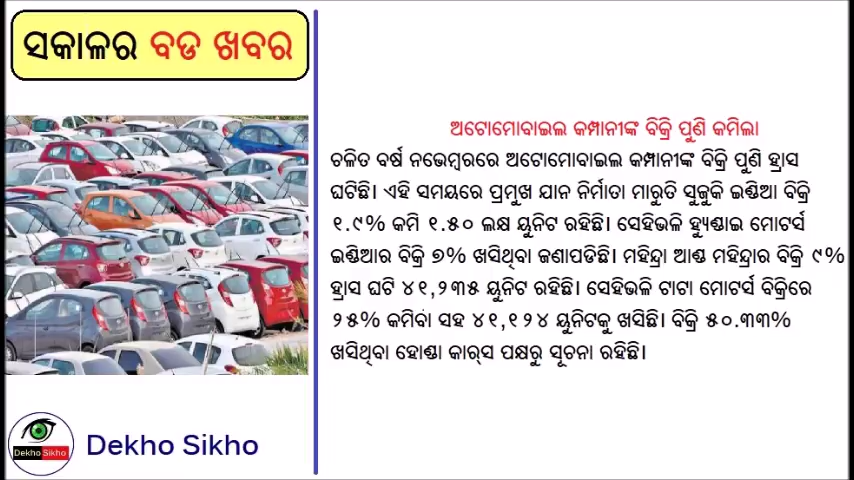 ସକାଳର ବଡ ଖବର
ଅଟୋମୋବାଇଲ କମ୍ପାନୀଙ୍କ ବିକ୍ରି ପୁଣି କମିଲା
ଚଳିତ ବର୍ଷ ନଭେମ୍ବରରେ ଅଟୋମୋବାଇଲ କମ୍ପାନୀଙ୍କ ବିକ୍ରି ପୁଣି ହ୍ରାସ
ଘଟିଛି। ଏହି ସମୟରେ ପ୍ରମୁଖ ଯାନ ନିର୍ମାତା ମାରୁତି ସୁଜୁକି ଇଣ୍ଡିଆ ବିକ୍ରି
୧.୯% କମି ୧.୫୦ ଲକ୍ଷ ୟୁନିଟ ରହିଛି। ସେହିଭଳି ହ୍ୟୁଣ୍ଡାଇ ମୋଟର୍ସ
ଇଣ୍ଡିଆର ବିକ୍ରି ୭% ଖସିଥିବା ଜଣାପଡିଛି। ମହିନ୍ଦ୍ରା ଆଣ୍ଡ ମହିନ୍ଦ୍ରାର ବିକ୍ରି ୯%
ହ୍ରାସ ଘଟି ୪୧,୨୩୫ ୟୁନିଟ ରହିଛି। ସେହିଭଳି ଟାଟା ମୋଟର୍ସ ବିକ୍ରିରେ
୨୫% କମିବା ସହ ୪୧,୧୨୪ ୟୁନିଟକୁ ଖସିଛି। ବିକ୍ରି ୫୦.୩୩%
ଖସିଥିବା ହୋଣ୍ଡା କାର୍‌ସ ପକ୍ଷରୁ ସୂଚନା ରହିଛି।
Dekho Sikho
Dekho Sikho